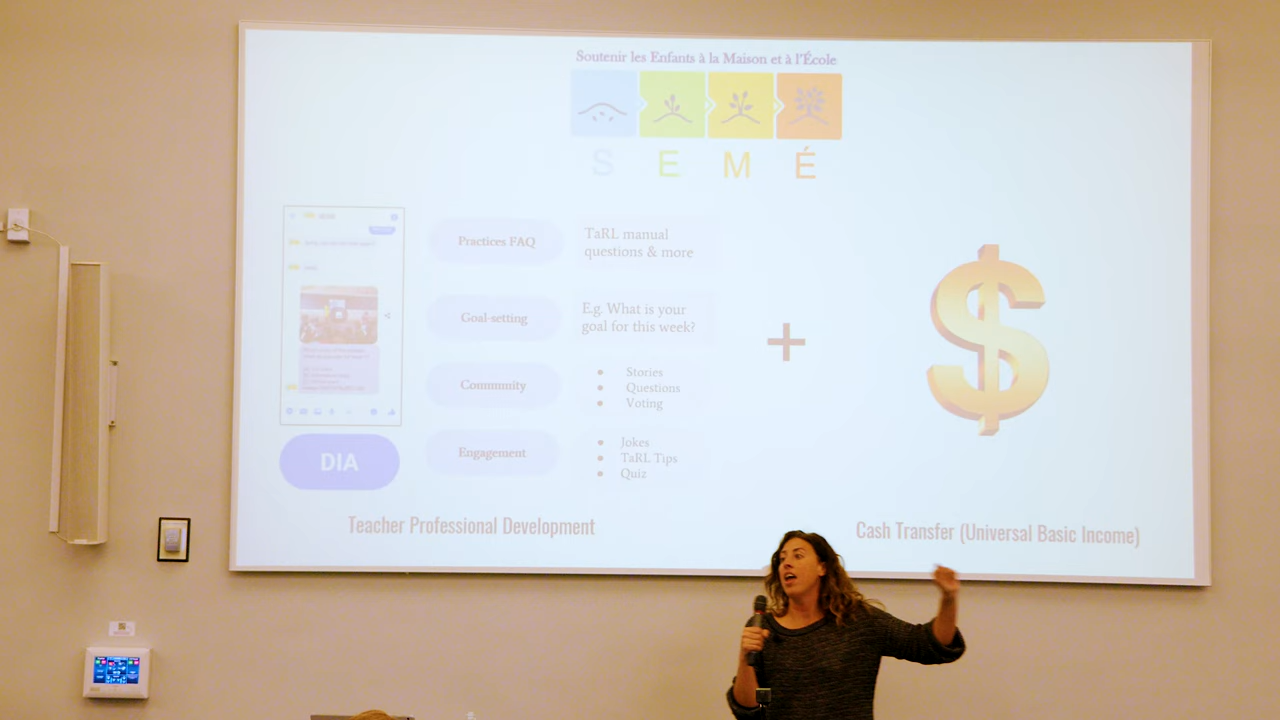 Soutenir les Enfants à la Maison et à l'École
S E M É
Practices FAQ
TaRL manual
questions & more
Goal-setting
E.g. What is your
goal for this week?
+
Community
• Stories
• Questions
• Voting
DIA
Engagement
• Jokes
• TaRL Tips
• Quiz
Teacher Professional Development
Cash Transfer (Universal Basic Income)